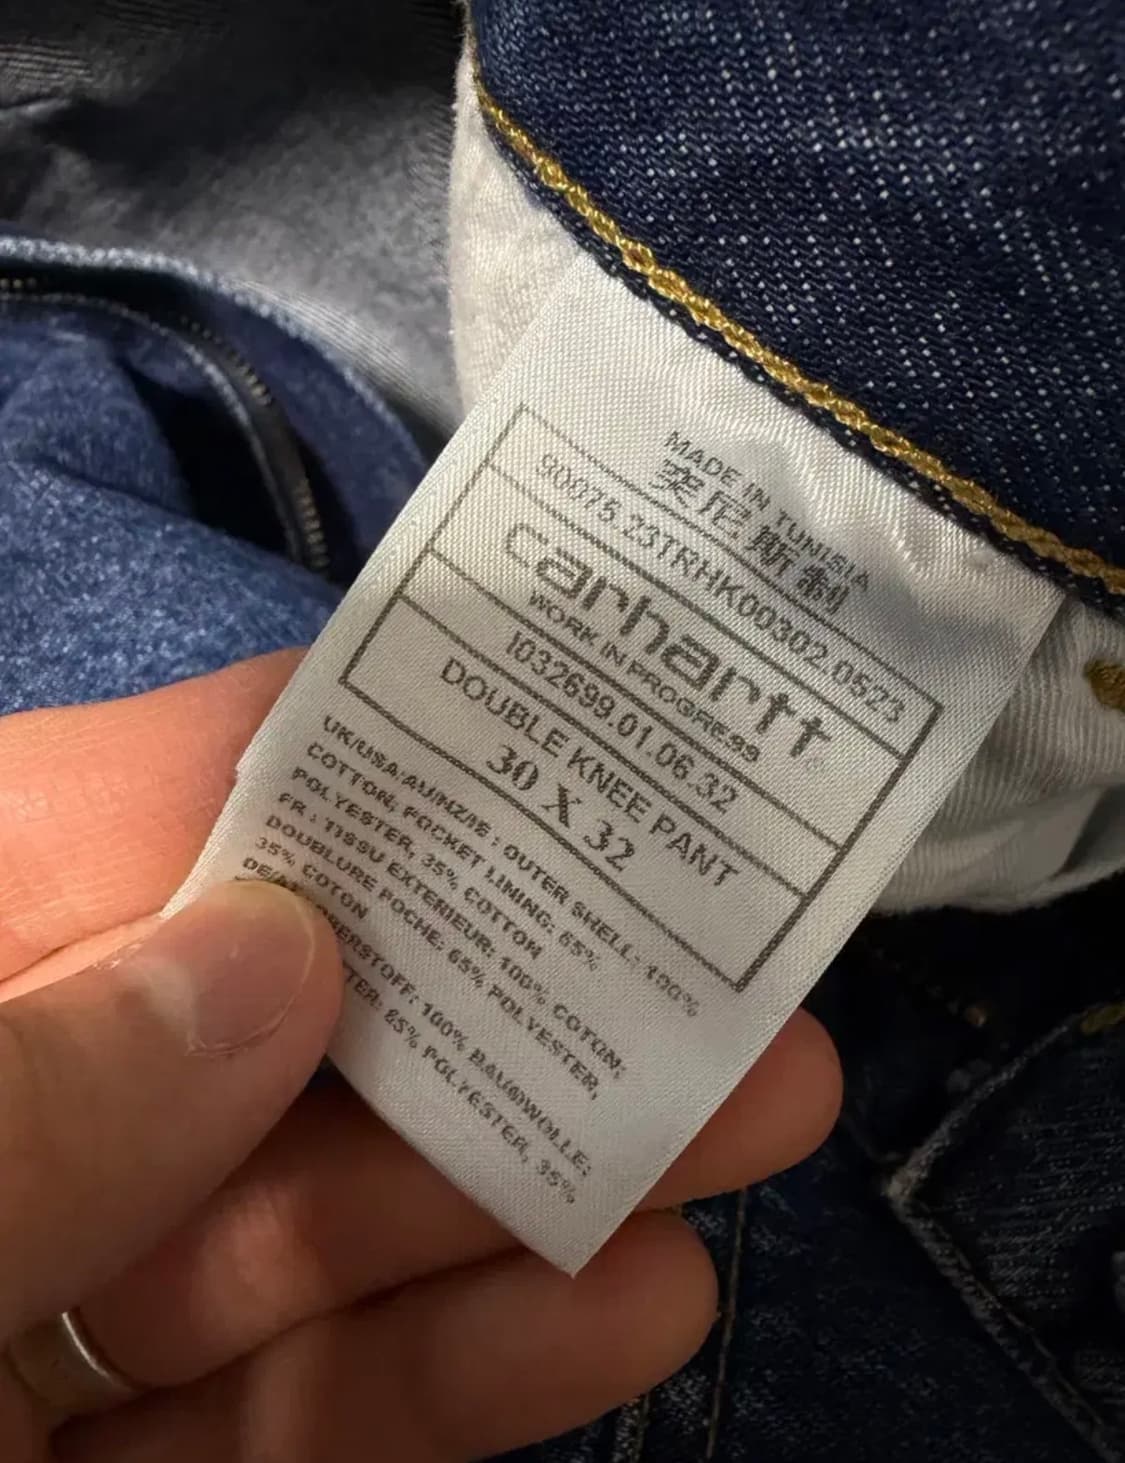 MADE IN TUNISIA
突尼斯制
90075.23TRHK00302.0523
carhartt
WORK IN PROGRESS
I032699.01.06.32
DOUBLE KNEE PANT
30 X 32
UK/USA/AU/NZ/IE : OUTER SHELL: 100%
COTTON; POCKET LINING: 65%
POLYESTER, 35% COTTON
FR : TISSU EXTERIEUR: 100% COTON;
DOUBLURE POCHE: 65% POLYESTER,
35% COTON
100% BAUMWOLLE;
65% POLYESTER, 35%